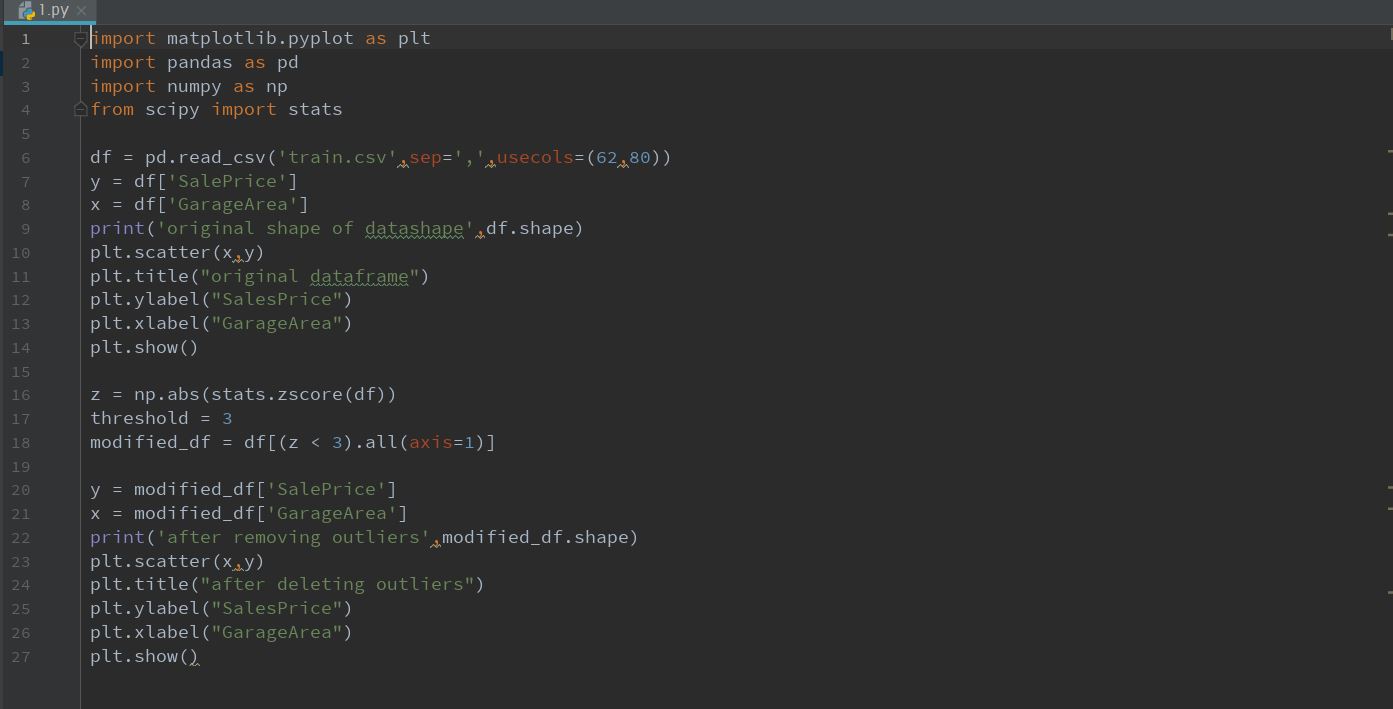 1.py
1 import matplotlib.pyplot as plt
2 import pandas as pd
3 import numpy as np
4 from scipy import stats
5
6 df = pd.read_csv('train.csv',sep=',',usecols=(62,80))
7 y = df['SalePrice']
8 x = df['GarageArea']
9 print('original shape of datashape',df.shape)
10 plt.scatter(x,y)
11 plt.title("original dataframe")
12 plt.ylabel("SalesPrice")
13 plt.xlabel("GarageArea")
14 plt.show()
15
16 z = np.abs(stats.zscore(df))
17 threshold = 3
18 modified_df = df[(z < 3).all(axis=1)]
19
20 y = modified_df['SalePrice']
21 x = modified_df['GarageArea']
22 print('after removing outliers',modified_df.shape)
23 plt.scatter(x,y)
24 plt.title("after deleting outliers")
25 plt.ylabel("SalesPrice")
26 plt.xlabel("GarageArea")
27 plt.show()